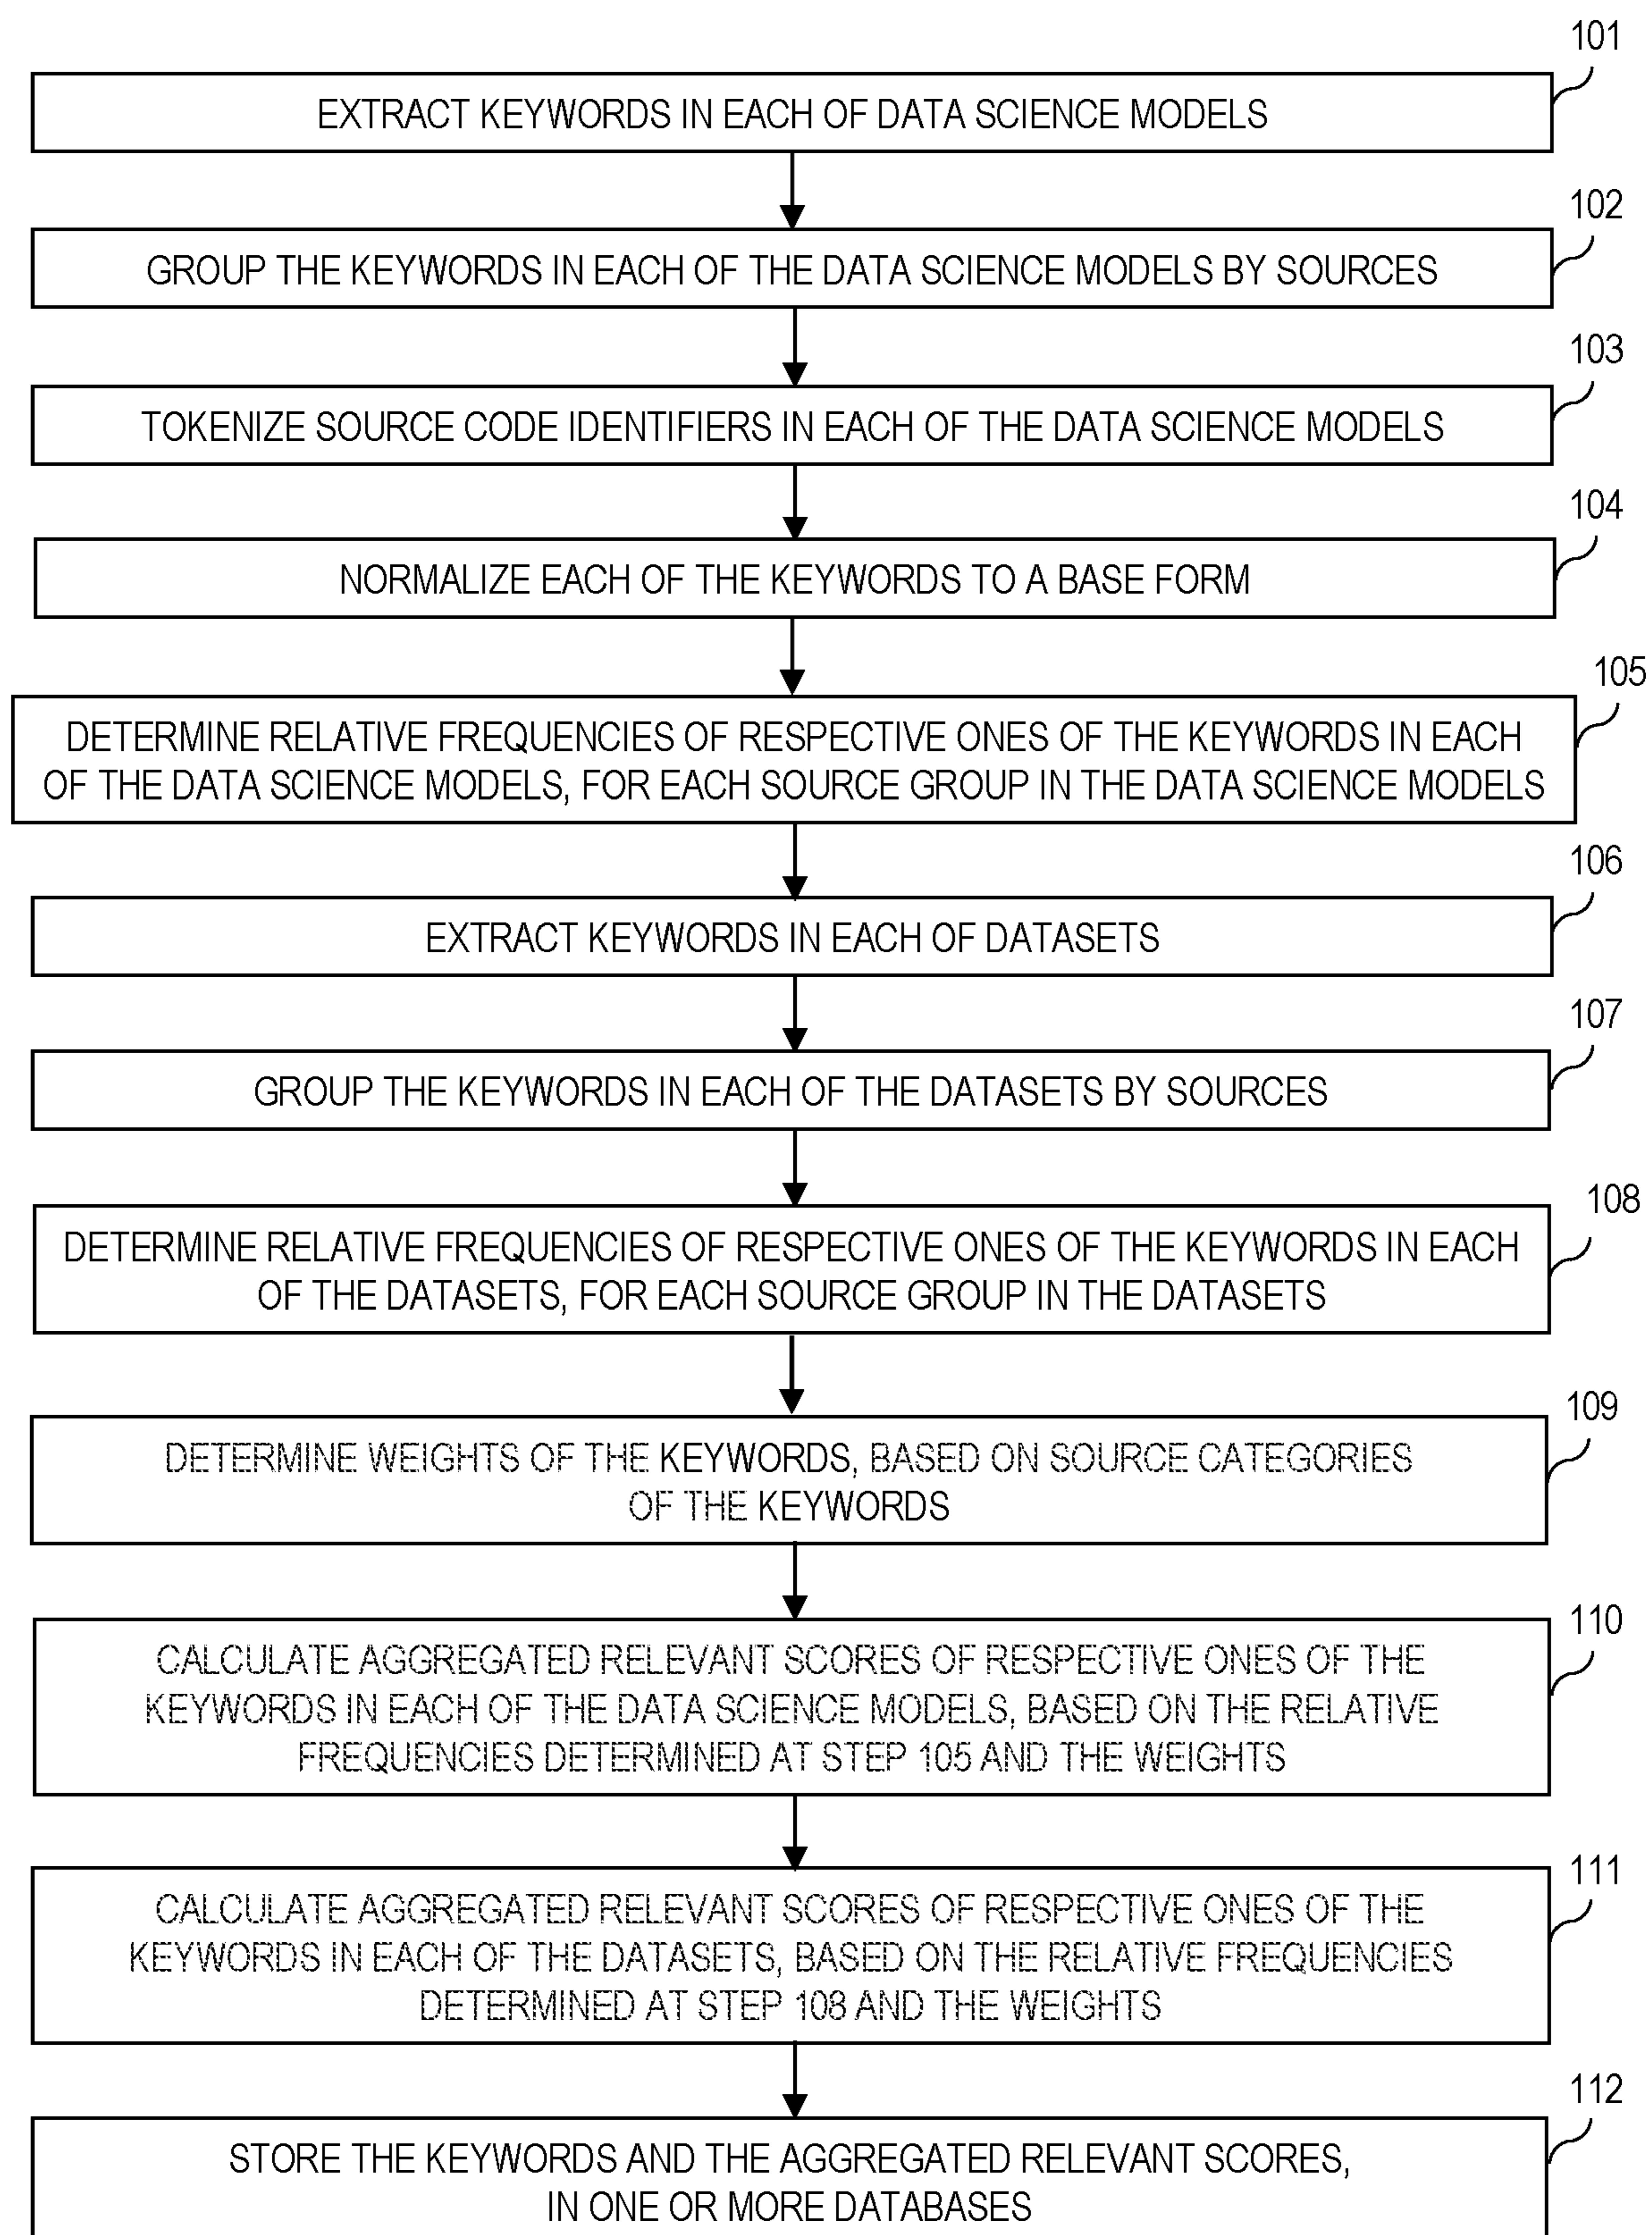 101
EXTRACT KEYWORDS IN EACH OF DATA SCIENCE MODELS
102
GROUP THE KEYWORDS IN EACH OF THE DATA SCIENCE MODELS BY SOURCES
103
TOKENIZE SOURCE CODE IDENTIFIERS IN EACH OF THE DATA SCIENCE MODELS
104
NORMALIZE EACH OF THE KEYWORDS TO A BASE FORM
105
DETERMINE RELATIVE FREQUENCIES OF RESPECTIVE ONES OF THE KEYWORDS IN EACH
OF THE DATA SCIENCE MODELS, FOR EACH SOURCE GROUP IN THE DATA SCIENCE MODELS
106
EXTRACT KEYWORDS IN EACH OF DATASETS
107
GROUP THE KEYWORDS IN EACH OF THE DATASETS BY SOURCES
108
DETERMINE RELATIVE FREQUENCIES OF RESPECTIVE ONES OF THE KEYWORDS IN EACH
OF THE DATASETS, FOR EACH SOURCE GROUP IN THE DATASETS
109
DETERMINE WEIGHTS OF THE KEYWORDS, BASED ON SOURCE CATEGORIES
OF THE KEYWORDS
110
CALCULATE AGGREGATED RELEVANT SCORES OF RESPECTIVE ONES OF THE
KEYWORDS IN EACH OF THE DATA SCIENCE MODELS, BASED ON THE RELATIVE
FREQUENCIES DETERMINED AT STEP 105 AND THE WEIGHTS
111
CALCULATE AGGREGATED RELEVANT SCORES OF RESPECTIVE ONES OF THE
KEYWORDS IN EACH OF THE DATASETS, BASED ON THE RELATIVE FREQUENCIES
DETERMINED AT STEP 108 AND THE WEIGHTS
112
STORE THE KEYWORDS AND THE AGGREGATED RELEVANT SCORES,
IN ONE OR MORE DATABASES